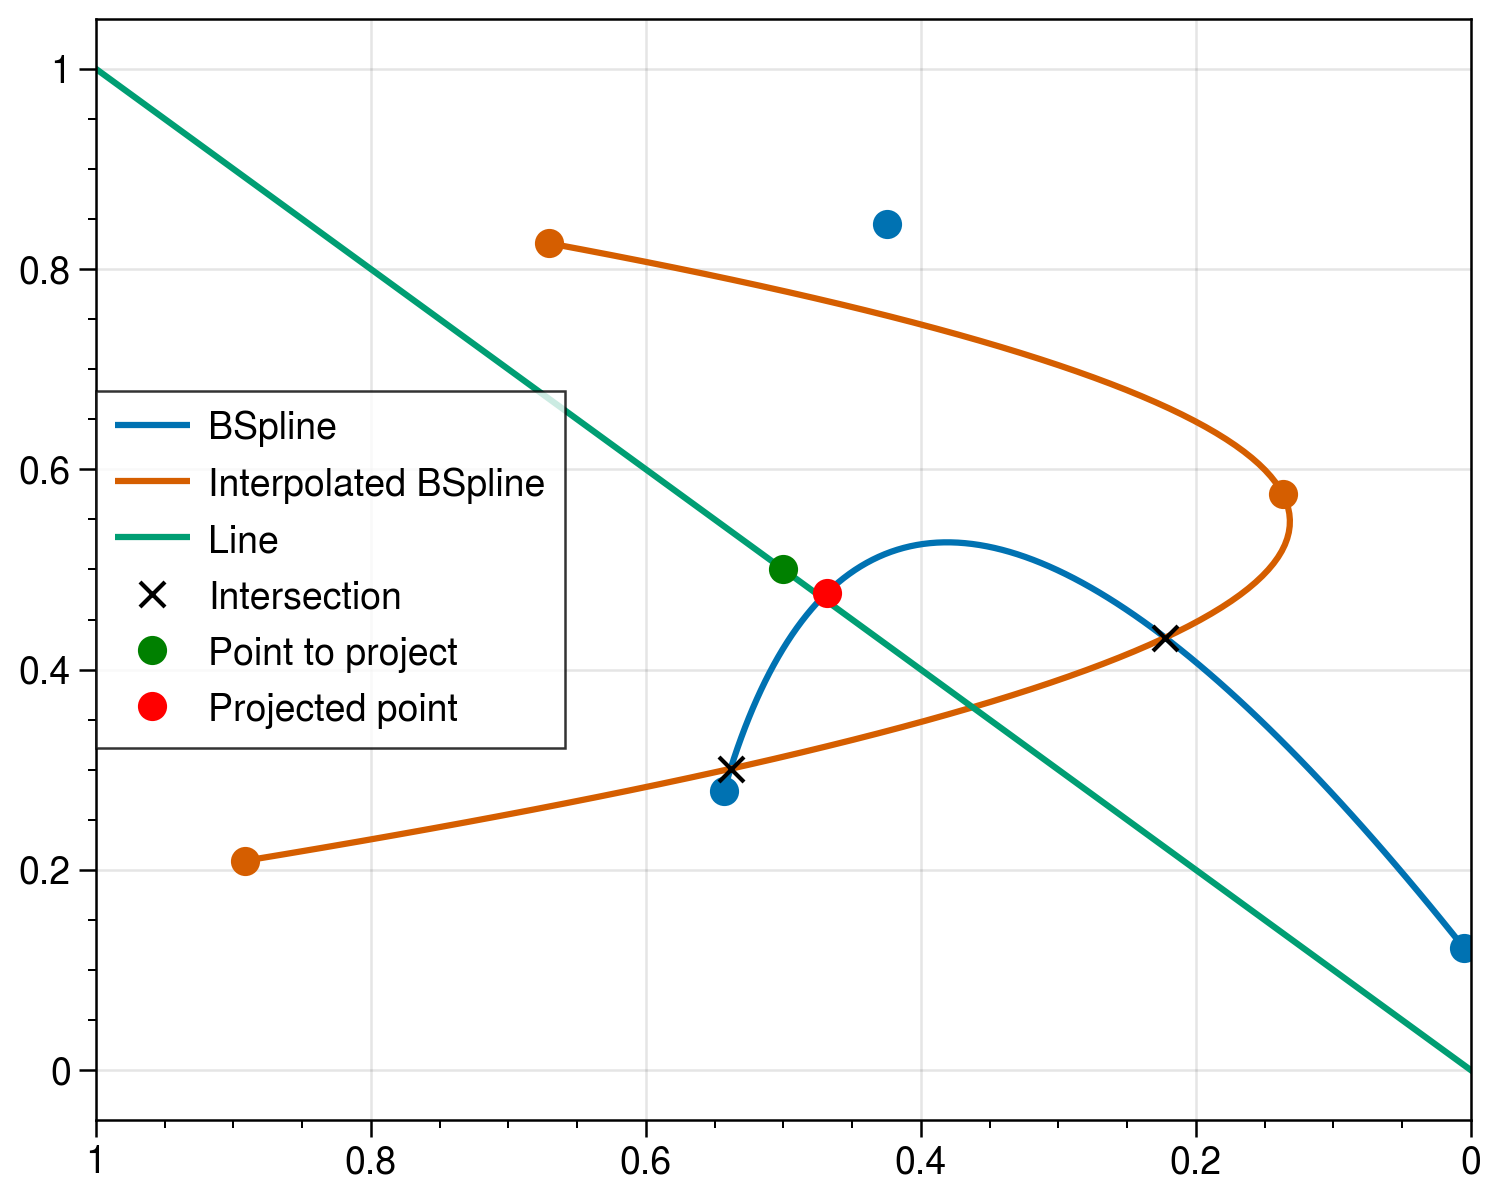 1
0.8
0.6
0.4
0.2
0
BSpline
Interpolated BSpline
Line
Intersection
Point to project
Projected point
1 0.8 0.6 0.4 0.2 0